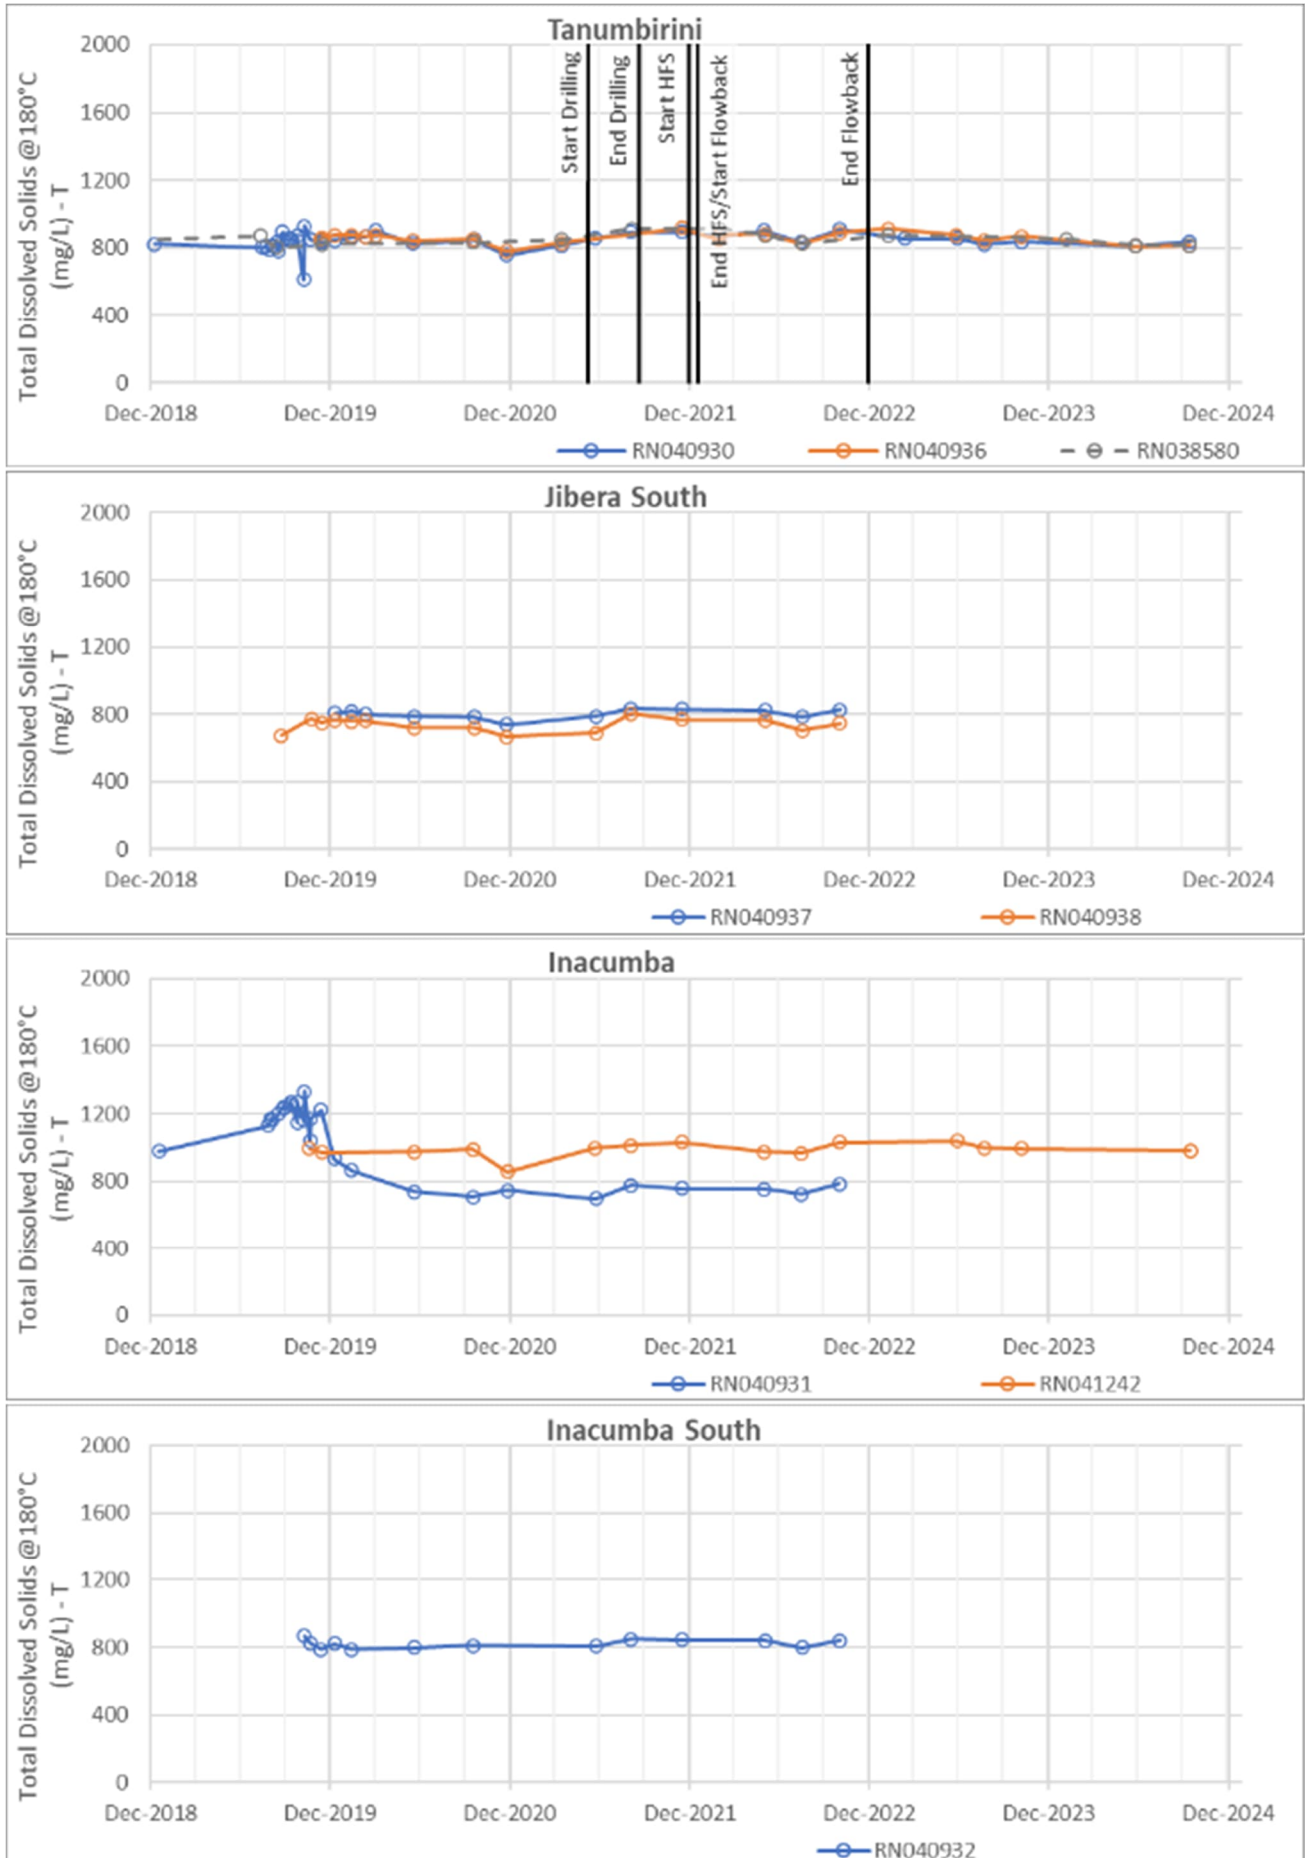 Tanumbirini
Total Dissolved Solids @180°C
(mg/L) - T
2000
1600
1200
800
400
0
Start Drilling
End Drilling
Start HFS
End HFS/Start Flowback
End Flowback
Dec-2018 Dec-2019 Dec-2020 Dec-2021 Dec-2022 Dec-2023 Dec-2024
RN040930 RN040936 RN038580
Jibera South
Total Dissolved Solids @180°C
(mg/L) - T
2000
1600
1200
800
400
0
Dec-2018 Dec-2019 Dec-2020 Dec-2021 Dec-2022 Dec-2023 Dec-2024
RN040937 RN040938
Inacumba
Total Dissolved Solids @180°C
(mg/L) - T
2000
1600
1200
800
400
0
Dec-2018 Dec-2019 Dec-2020 Dec-2021 Dec-2022 Dec-2023 Dec-2024
RN040931 RN041242
Inacumba South
Total Dissolved Solids @180°C
(mg/L) - T
2000
1600
1200
800
400
0
Dec-2018 Dec-2019 Dec-2020 Dec-2021 Dec-2022 Dec-2023 Dec-2024
RN040932